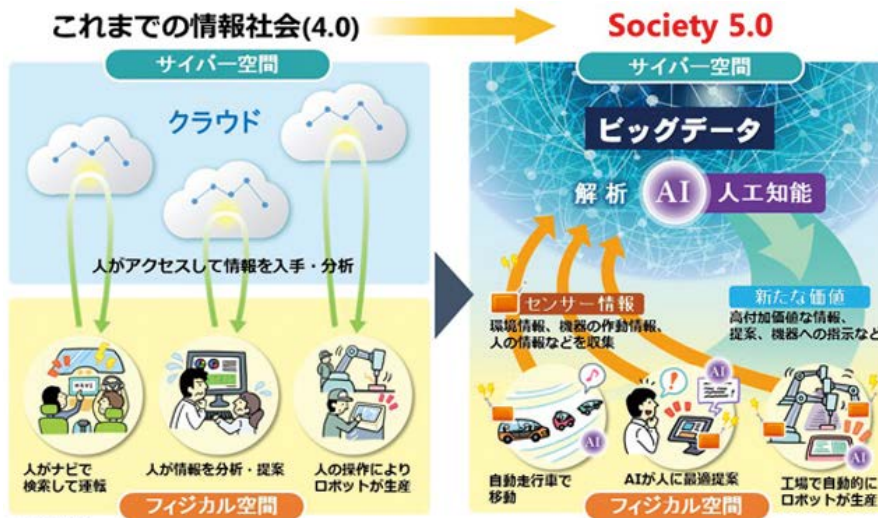 これまでの情報社会(4.0)
Society 5.0
サイバー空間
クラウド
人がアクセスして情報を入手・分析
人がナビで
検索して運転
人が情報を分析・提案
人の操作により
ロボットが生産
フィジカル空間
サイバー空間
ビッグデータ
解析
AI
人工知能
センサー情報
環境情報、機器の作動情報、
人の情報などを収集
新たな価値
高付加価値な情報、
提案、機器への指示など
AI
AI
AI
自動走行車で
移動
AIが人に最適提案
工場で自動的に
ロボットが生産
フィジカル空間